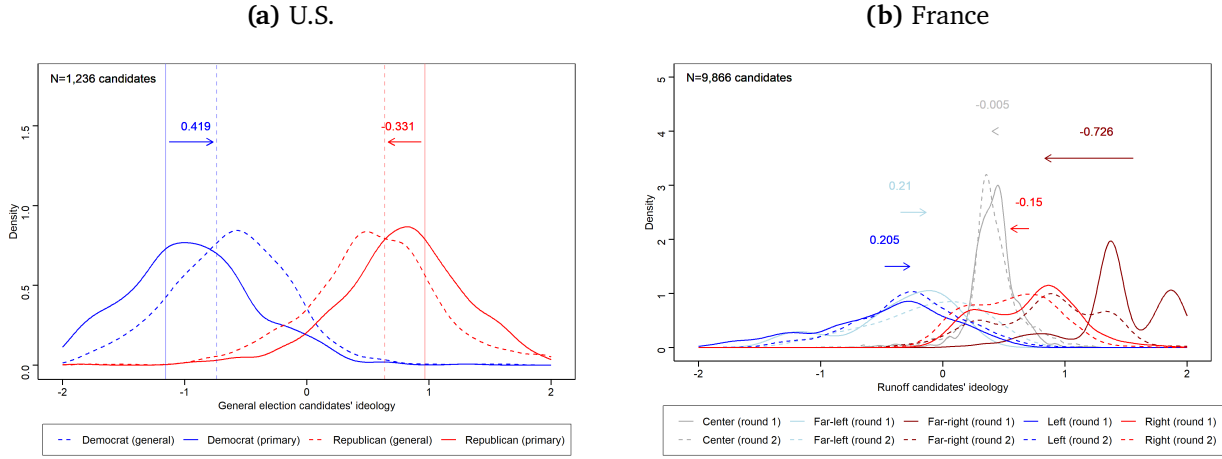 (a) U.S.
N=1,236 candidates
0.419
-0.331
Density
0.0
0.5
1.0
1.5
-2
-1
0
1
2
General election candidates' ideology
Democrat (general)
Democrat (primary)
Republican (general)
Republican (primary)
(b) France
N=9,866 candidates
-0.005
-0.726
0.21
-0.15
0.205
Density
0
1
2
3
4
5
-2
-1
0
1
2
Runoff candidates' ideology
Center (round 1)
Far-left (round 1)
Far-right (round 1)
Left (round 1)
Right (round 1)
Center (round 2)
Far-left (round 2)
Far-right (round 2)
Left (round 2)
Right (round 2)